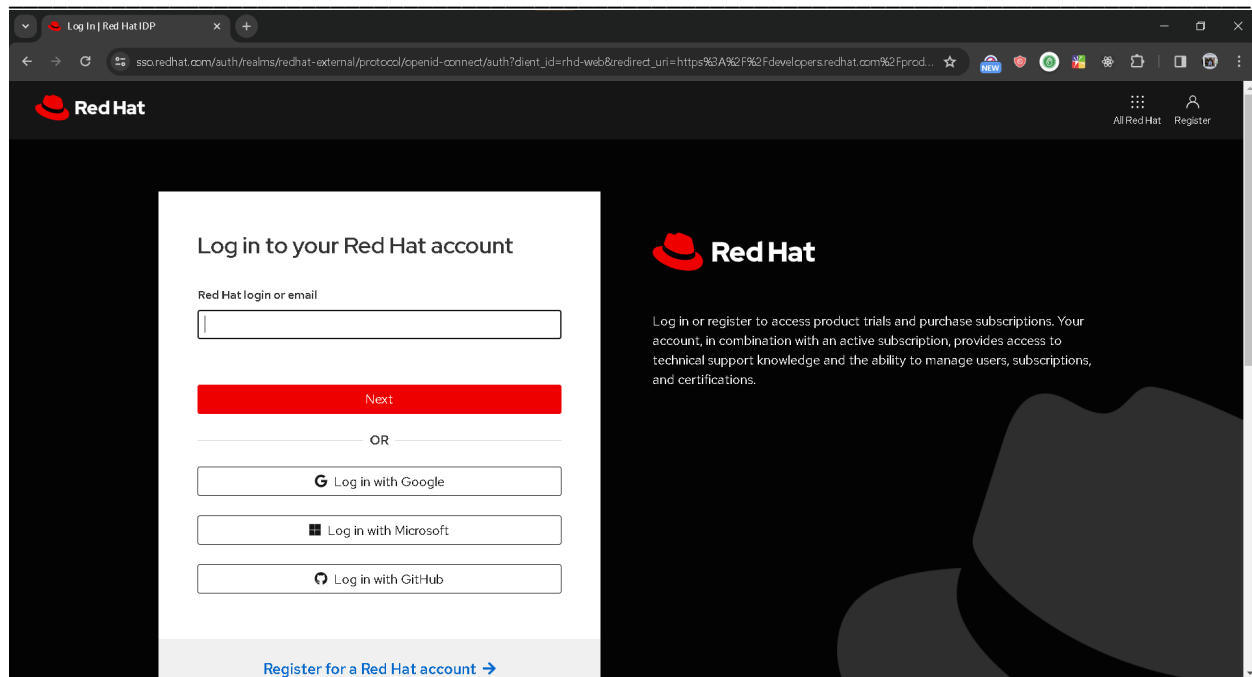 Log In | Red Hat IDP
sso.redhat.com/auth/realms/redhat-external/protocol/openid-connect/auth?client_id=rhd-web&redirect_uri=https%3A%2F%2Fdevelopers.redhat.com%2Fprod...
NEW
Red Hat
All Red Hat
Register
Log in to your Red Hat account
Red Hat login or email
Next
OR
G Log in with Google
Log in with Microsoft
Log in with GitHub
Register for a Red Hat account →
Red Hat
Log in or register to access product trials and purchase subscriptions. Your
account, in combination with an active subscription, provides access to
technical support knowledge and the ability to manage users, subscriptions,
and certifications.